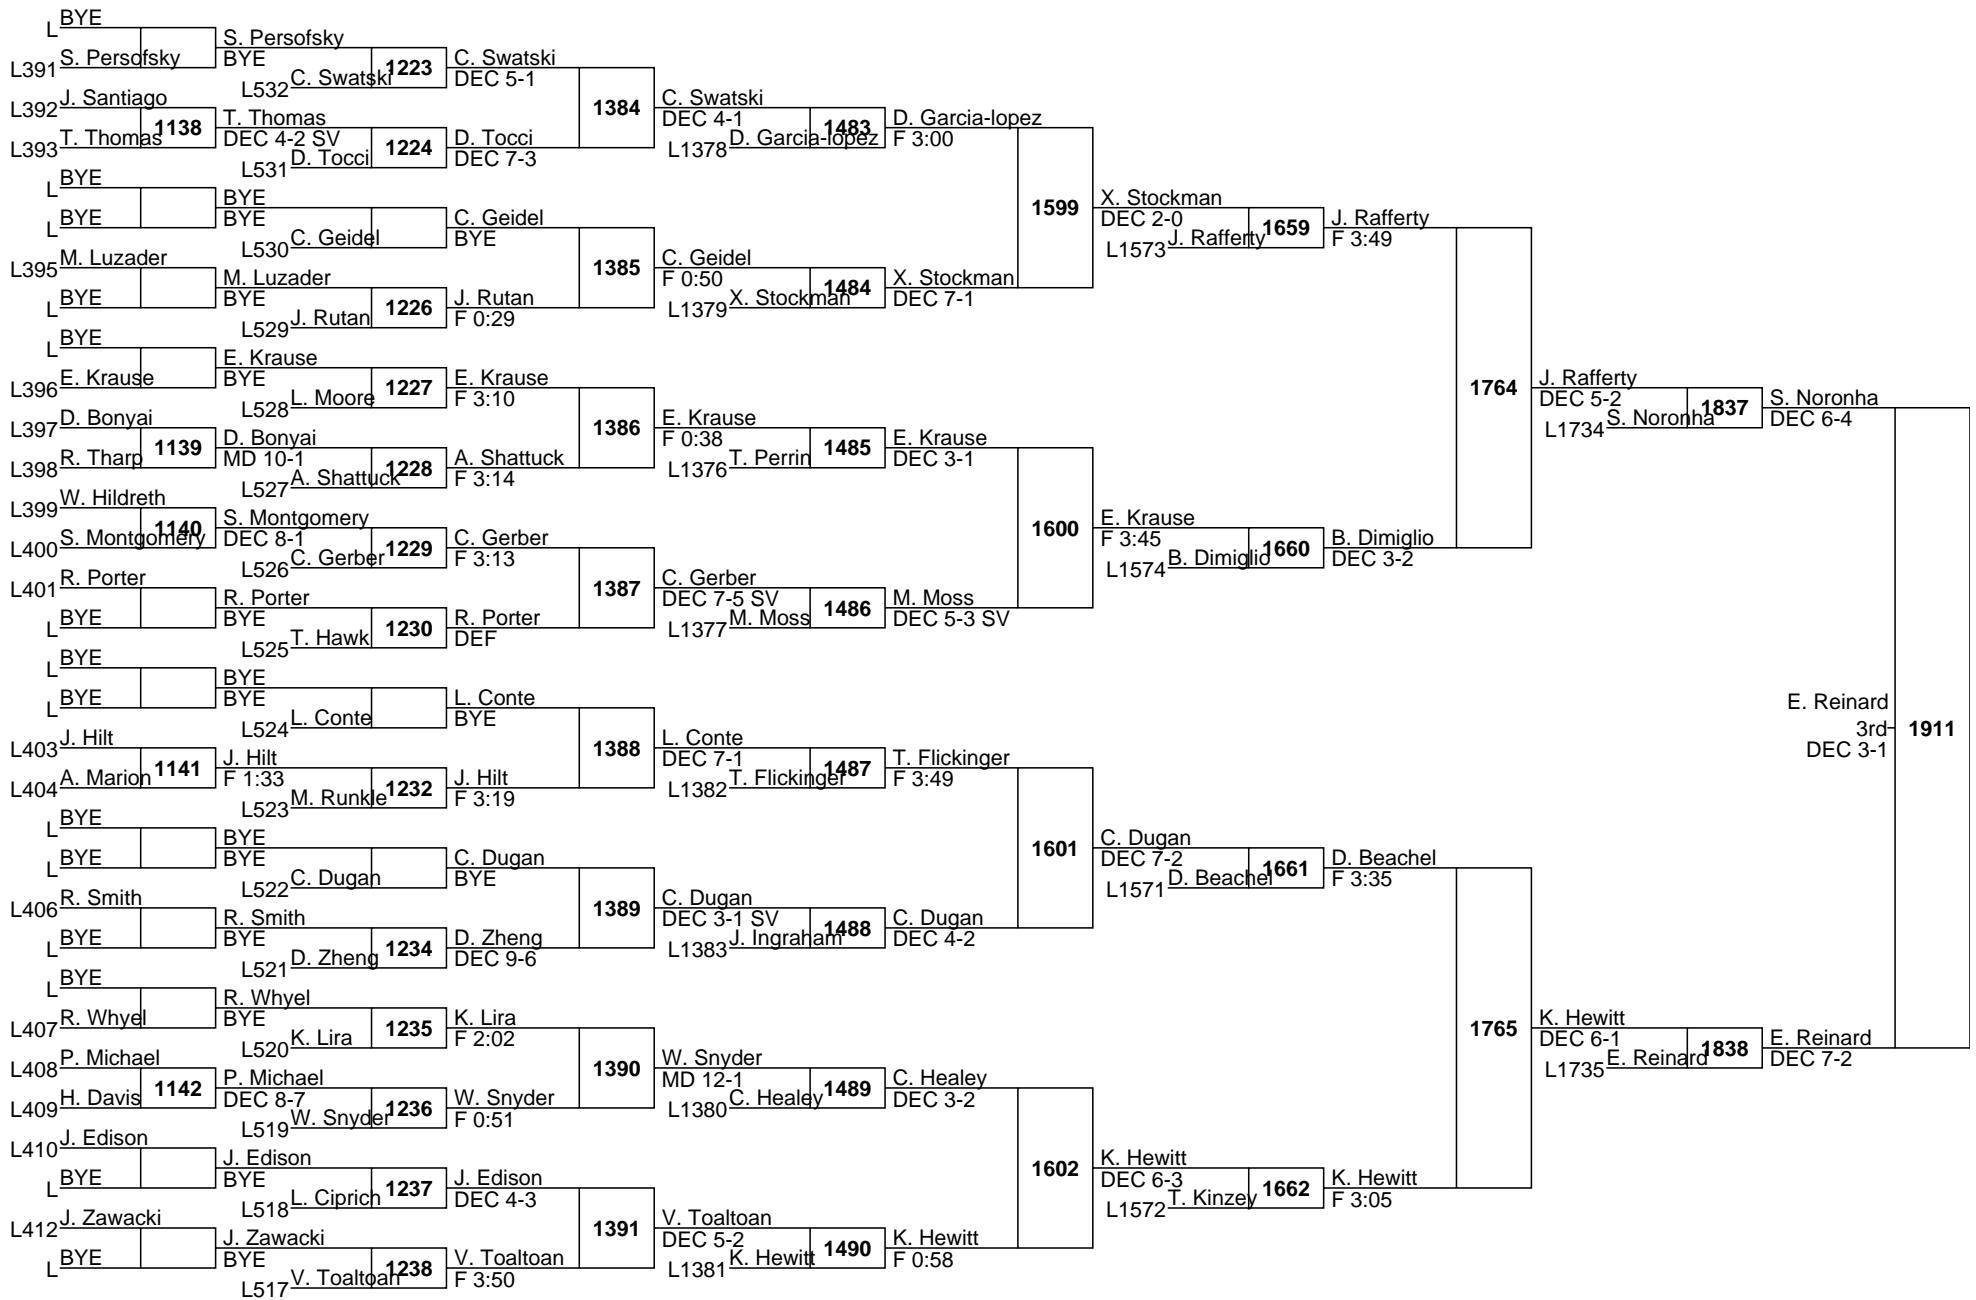 BYE
L
S. Persofsky
S. Persofsky
BYE
C. Swatski
L391
1223
C. Swatski
DEC 5-1
L532
J. Santiago
L392
1384
C. Swatski
DEC 4-1
T. Thomas
1138
T. Thomas
DEC 4-2 SV
1483
D. Garcia-lopez
F 3:00
L393
1224
D. Tocci
DEC 7-3
D. Garcia-lopez
L1378
D. Tocci
L531
BYE
L
BYE
BYE
X. Stockman
DEC 2-0
1599
BYE
L
C. Geidel
BYE
1659
J. Rafferty
F 3:49
C. Geidel
L530
J. Rafferty
L1573
M. Luzader
L395
1385
C. Geidel
F 0:50
M. Luzader
BYE
1484
X. Stockman
DEC 7-1
BYE
L
1226
J. Rutan
F 0:29
X. Stockman
L1379
J. Rutan
L529
BYE
L
E. Krause
BYE
E. Krause
L396
1227
E. Krause
F 3:10
1764
J. Rafferty
DEC 5-2
L. Moore
L528
1837
S. Noronha
DEC 6-4
D. Bonyai
L397
1386
E. Krause
F 0:38
S. Noronha
L1734
R. Tharp
1139
D. Bonyai
MD 10-1
1485
E. Krause
DEC 3-1
L398
1228
A. Shattuck
F 3:14
T. Perrin
L1376
A. Shattuck
L527
W. Hildreth
L399
1140
S. Montgomery
DEC 8-1
1600
E. Krause
F 3:45
S. Montgomery
L400
1229
C. Gerber
F 3:13
1660
B. Dimiglio
DEC 3-2
C. Gerber
L526
B. Dimiglio
L1574
R. Porter
L401
1387
C. Gerber
DEC 7-5 SV
R. Porter
BYE
1486
M. Moss
DEC 5-3 SV
BYE
L
1230
R. Porter
DEF
M. Moss
L1377
T. Hawk
L525
BYE
L
BYE
BYE
BYE
L
L. Conte
BYE
E. Reinard
3rd
DEC 3-1
1911
L. Conte
L524
J. Hilt
L403
1388
L. Conte
DEC 7-1
1141
J. Hilt
F 1:33
1487
T. Flickinger
F 3:49
A. Marion
L404
1232
J. Hilt
F 3:19
T. Flickinger
L1382
M. Runkle
L523
BYE
L
BYE
BYE
1601
C. Dugan
DEC 7-2
BYE
L
C. Dugan
BYE
1661
D. Beachel
F 3:35
C. Dugan
L522
D. Beachel
L1571
R. Smith
L406
1389
C. Dugan
DEC 3-1 SV
R. Smith
BYE
1488
C. Dugan
DEC 4-2
BYE
L
1234
D. Zheng
DEC 9-6
J. Ingraham
L1383
D. Zheng
L521
BYE
L
R. Whyel
BYE
R. Whyel
L407
1235
K. Lira
F 2:02
1765
K. Hewitt
DEC 6-1
K. Lira
L520
1838
E. Reinard
DEC 7-2
P. Michael
L408
1390
W. Snyder
MD 12-1
E. Reinard
L1735
1142
P. Michael
DEC 8-7
1489
C. Healey
DEC 3-2
H. Davis
L409
1236
W. Snyder
F 0:51
C. Healey
L1380
W. Snyder
L519
J. Edison
L410
J. Edison
BYE
1602
K. Hewitt
DEC 6-3
BYE
L
1237
J. Edison
DEC 4-3
1662
K. Hewitt
F 3:05
L. Ciprich
L518
T. Kinzey
L1572
J. Zawacki
L412
1391
V. Toaltoan
DEC 5-2
J. Zawacki
BYE
1490
K. Hewitt
F 0:58
BYE
L
1238
V. Toaltoan
F 3:50
K. Hewitt
L1381
V. Toaltoan
L517